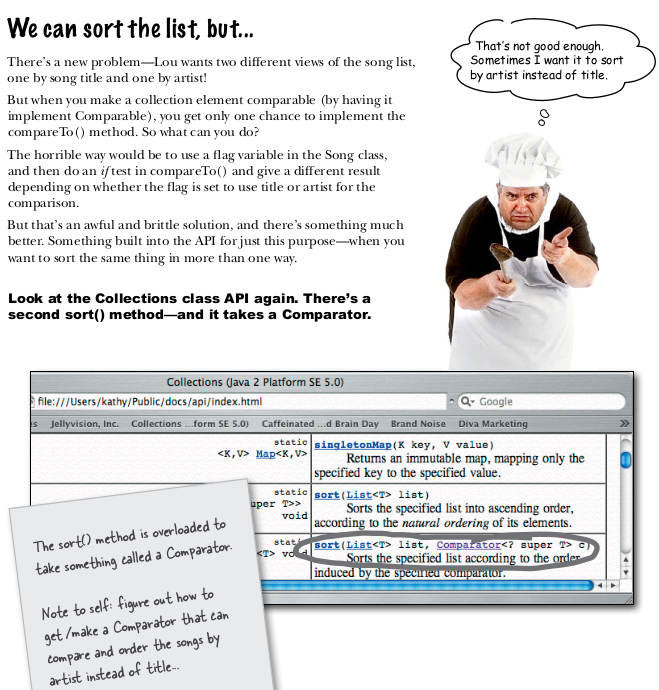 We can sort the list, but...
There's a new problem—Lou wants two different views of the song list,
one by song title and one by artist!
But when you make a collection element comparable (by having it
implement Comparable), you get only one chance to implement the
compareTo() method. So what can you do?
The horrible way would be to use a flag variable in the Song class,
and then do an if test in compareTo() and give a different result
depending on whether the flag is set to use title or artist for the
comparison.
But that's an awful and brittle solution, and there's something much
better. Something built into the API for just this purpose—when you
want to sort the same thing in more than one way.
Look at the Collections class API again. There's a
second sort() method—and it takes a Comparator.
That's not good enough.
Sometimes I want it to sort
by artist instead of title.
Collections (Java 2 Platform SE 5.0)
file:///Users/kathy/Public/docs/api/index.html
Google
es Jellyvision, Inc. Collections ...form SE 5.0) Caffeinated ...d Brain Day Brand Noise Diva Marketing
static
<K,V> Map<K,V>
singletonMap(K key, V value)
Returns an immutable map, mapping only the
specified key to the specified value.
static
uper T>>
void
sort(List<T> list)
Sorts the specified list into ascending order,
according to the natural ordering of its elements.
static
<T> void
sort(List<T> list, Comparator<? super T> c)
Sorts the specified list according to the order
induced by the specified comparator.
The sort() method is overloaded to
take something called a Comparator.
Note to self: figure out how to
get/make a Comparator that can
compare and order the songs by
artist instead of title...